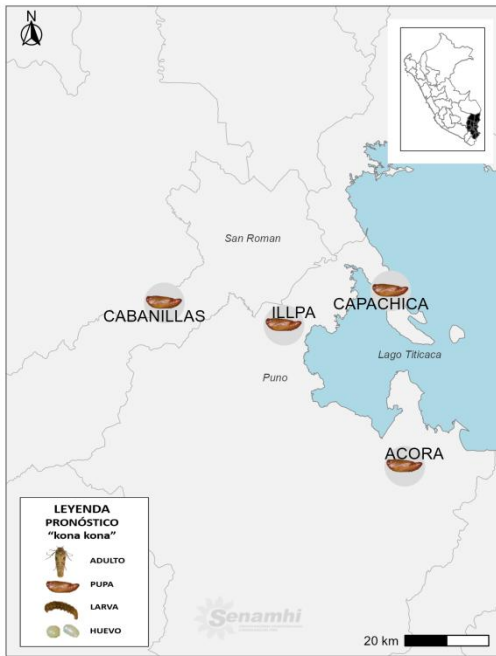 N
San Roman
CABANILLAS
ILLPA
CAPACHICA
Lago Titicaca
Puno
ACORA
LEYENDA
PRONÓSTICO
"kona kona"
ADULTO
PUPA
LARVA
HUEVO
Senamhi
20 km